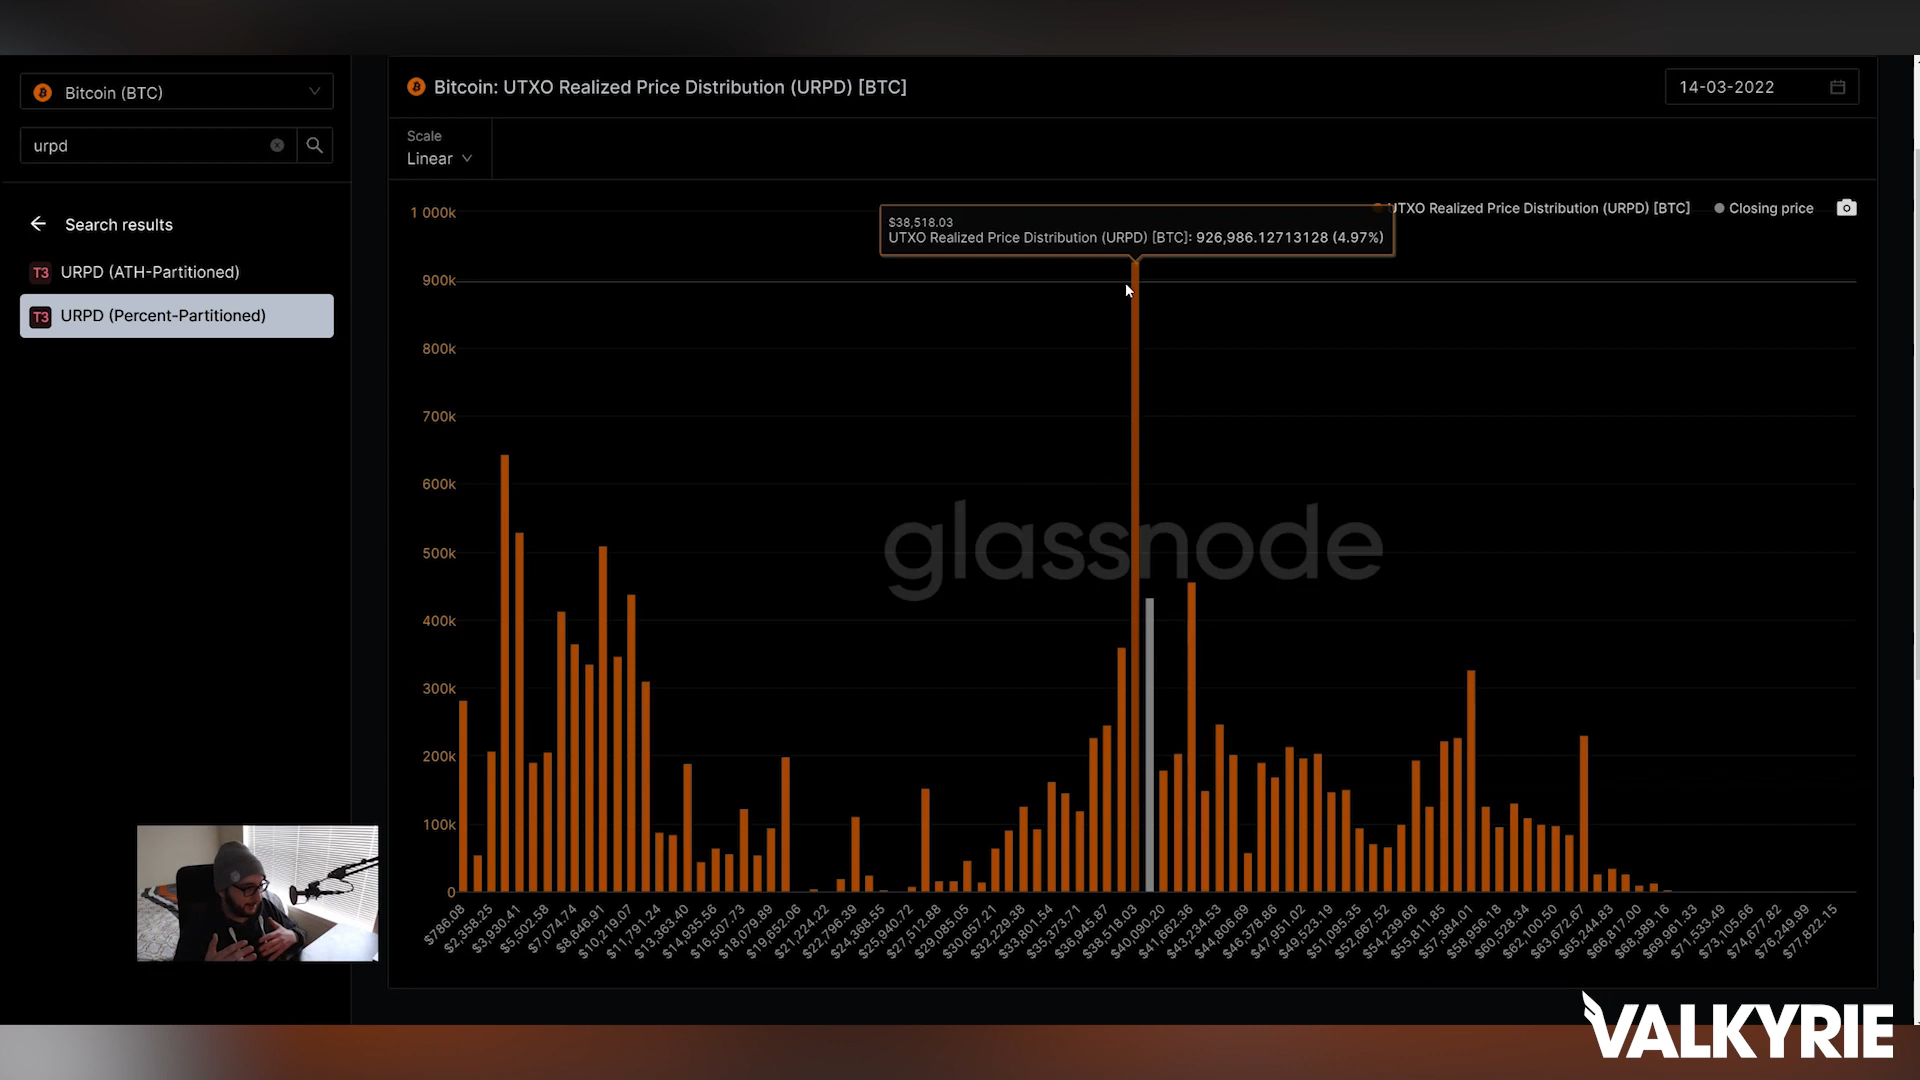 Bitcoin (BTC)
urpd
Search results
T3 URPD (ATH-Partitioned)
T3 URPD (Percent-Partitioned)
Bitcoin: UTXO Realized Price Distribution (URPD) [BTC]
14-03-2022
Scale
Linear
UTXO Realized Price Distribution (URPD) [BTC]
Closing price
$38,518.03
UTXO Realized Price Distribution (URPD) [BTC]: 926,986.12713128 (4.97%)
1 000k
900k
800k
700k
600k
500k
400k
300k
200k
100k
0
glassnode
$786.08
$2,358.25
$3,930.41
$5,502.58
$7,074.74
$8,646.91
$10,219.07
$11,791.24
$13,363.40
$14,935.56
$16,507.73
$18,079.89
$19,652.06
$21,224.22
$22,796.39
$24,368.55
$25,940.72
$27,512.88
$29,085.05
$30,657.21
$32,229.38
$33,801.54
$35,373.71
$36,945.87
$38,518.03
$40,090.20
$41,662.36
$43,234.53
$44,806.69
$46,378.86
$47,951.02
$49,523.19
$51,095.35
$52,667.52
$54,239.68
$55,811.85
$57,384.01
$58,956.18
$60,528.34
$62,100.50
$63,672.67
$65,244.83
$66,817.00
$68,389.16
$69,961.33
$71,533.49
$73,105.66
$74,677.82
$76,249.99
$77,822.15
VALKYRIE